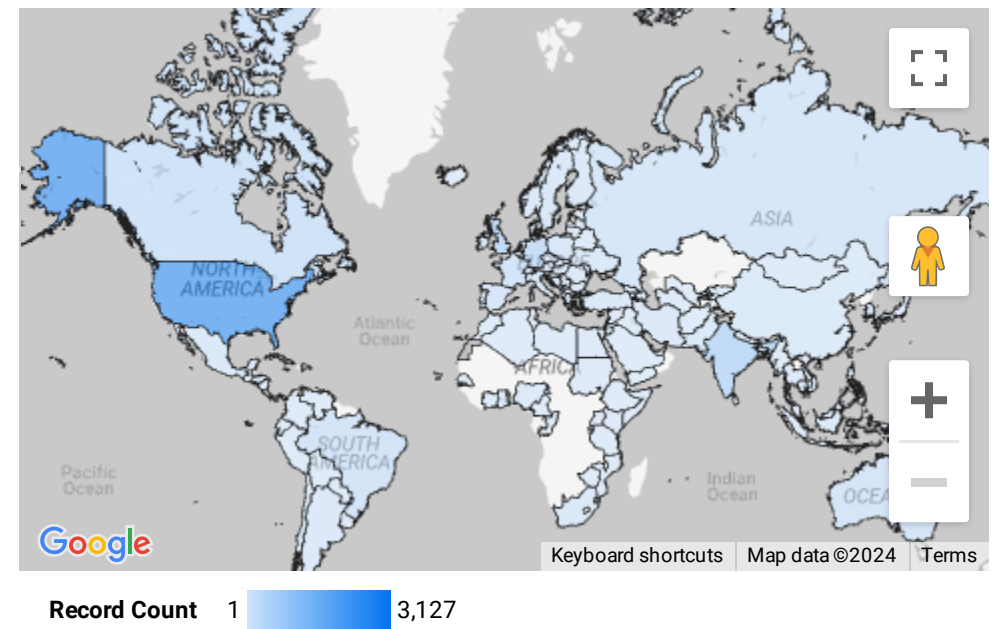 ASIA
NORTH
AMERICA
Atlantic
Ocean
AFRICA
SOUTH
AMERICA
Pacific
Ocean
Indian
Ocean
OCEA
Google
Keyboard shortcuts
Map data ©2024
Terms
Record Count 1 3,127